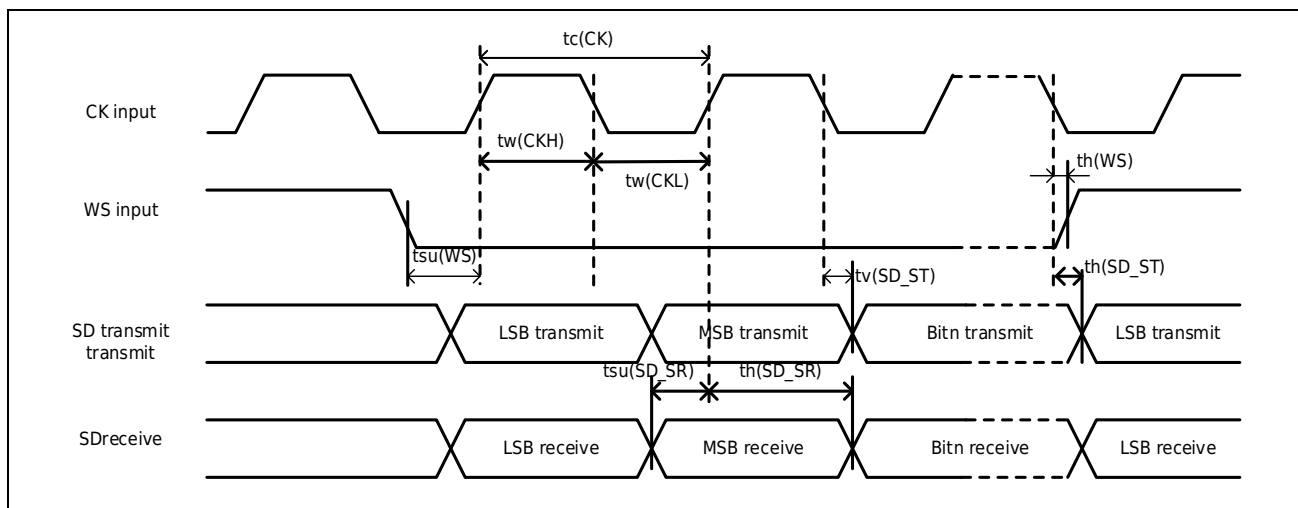 tc(CK)
CK input
tw(CKH)
tw(CKL)
th(WS)
WS input
tsu(WS)
tv(SD_ST)
th(SD_ST)
SD transmit
transmit
LSB transmit
MSB transmit
Bitn transmit
LSB transmit
tsu(SD_SR)
th(SD_SR)
SDreceive
LSB receive
MSB receive
Bitn receive
LSB receive